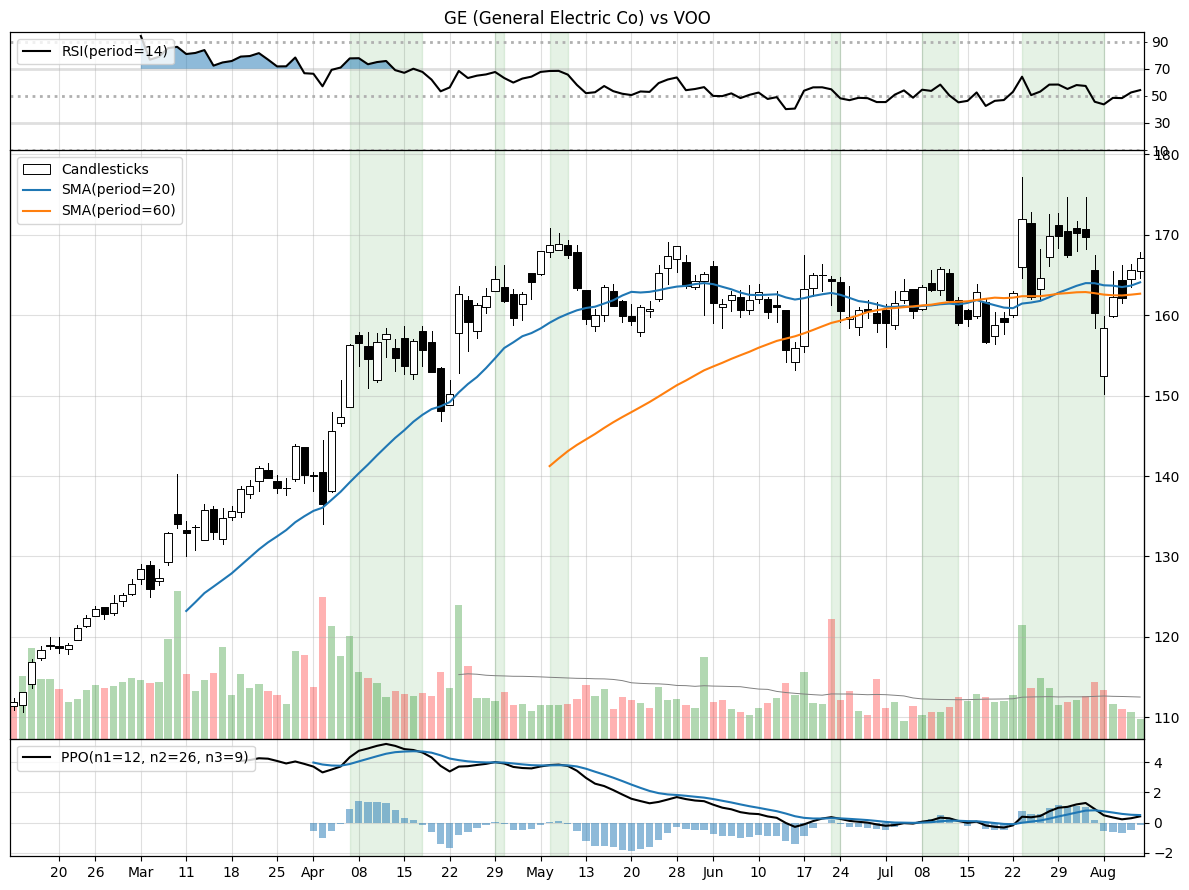 GE (General Electric Co) vs VOO
RSI(period=14)
90
70
50
30
10
180
Candlesticks
SMA(period=20)
SMA(period=60)
170
160
150
140
130
120
110
PPO(n1=12, n2=26, n3=9)
4
2
0
−2
20 26 Mar 11 18 25 Apr 08 15 22 29 May 13 20 28 Jun 10 17 24 Jul 08 15 22 29 Aug